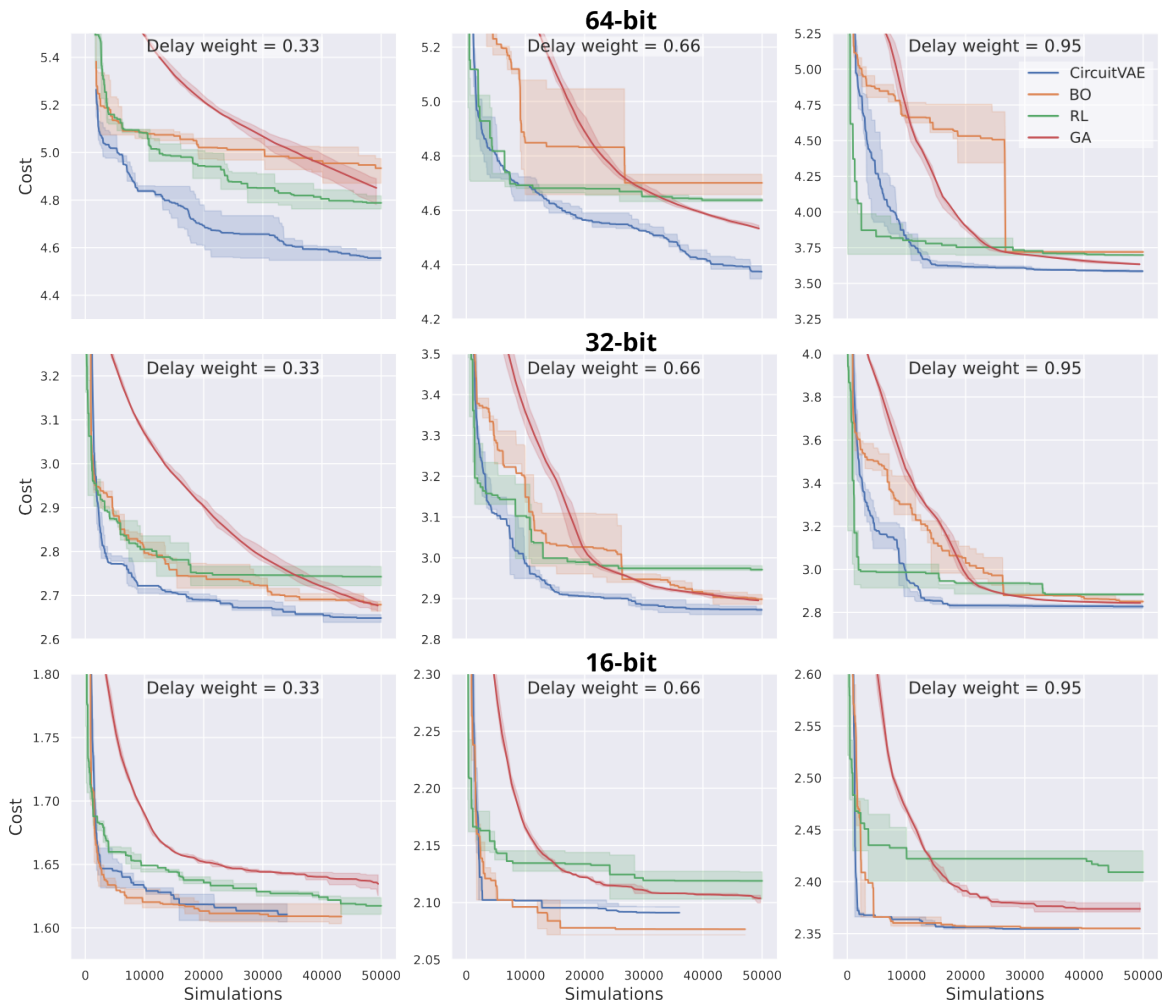 64-bit
Delay weight = 0.33
Delay weight = 0.66
Delay weight = 0.95
CircuitVAE
BO
RL
GA
Cost
5.4
5.2
5.0
4.8
4.6
4.4
5.2
5.0
4.8
4.6
4.4
4.2
5.25
5.00
4.75
4.50
4.25
4.00
3.75
3.50
3.25
32-bit
Delay weight = 0.33
Delay weight = 0.66
Delay weight = 0.95
Cost
3.2
3.1
3.0
2.9
2.8
2.7
2.6
3.5
3.4
3.3
3.2
3.1
3.0
2.9
2.8
4.0
3.8
3.6
3.4
3.2
3.0
2.8
16-bit
Delay weight = 0.33
Delay weight = 0.66
Delay weight = 0.95
Cost
1.80
1.75
1.70
1.65
1.60
2.30
2.25
2.20
2.15
2.10
2.05
2.60
2.55
2.50
2.45
2.40
2.35
0 10000 20000 30000 40000 50000
0 10000 20000 30000 40000 50000
0 10000 20000 30000 40000 50000
Simulations
Simulations
Simulations